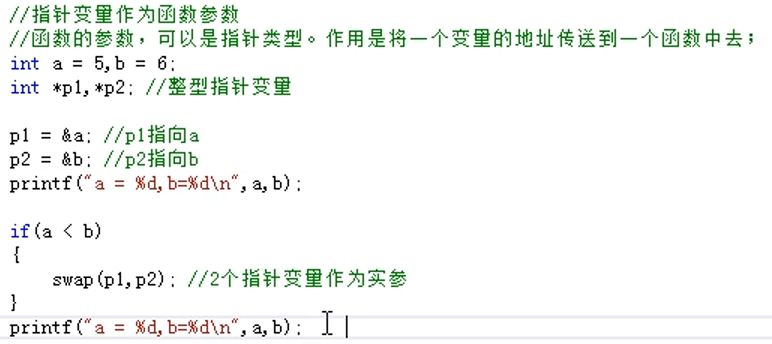 //指针变量作为函数参数
//函数的参数，可以是指针类型。作用是将一个变量的地址传送到一个函数中去；
int a = 5,b = 6;
int *p1,*p2; //整型指针变量
p1 = &a; //p1指向a
p2 = &b; //p2指向b
printf("a = %d,b=%d\n",a,b);
if(a < b)
{
swap(p1,p2); //2个指针变量作为实参
}
printf("a = %d,b=%d\n",a,b);